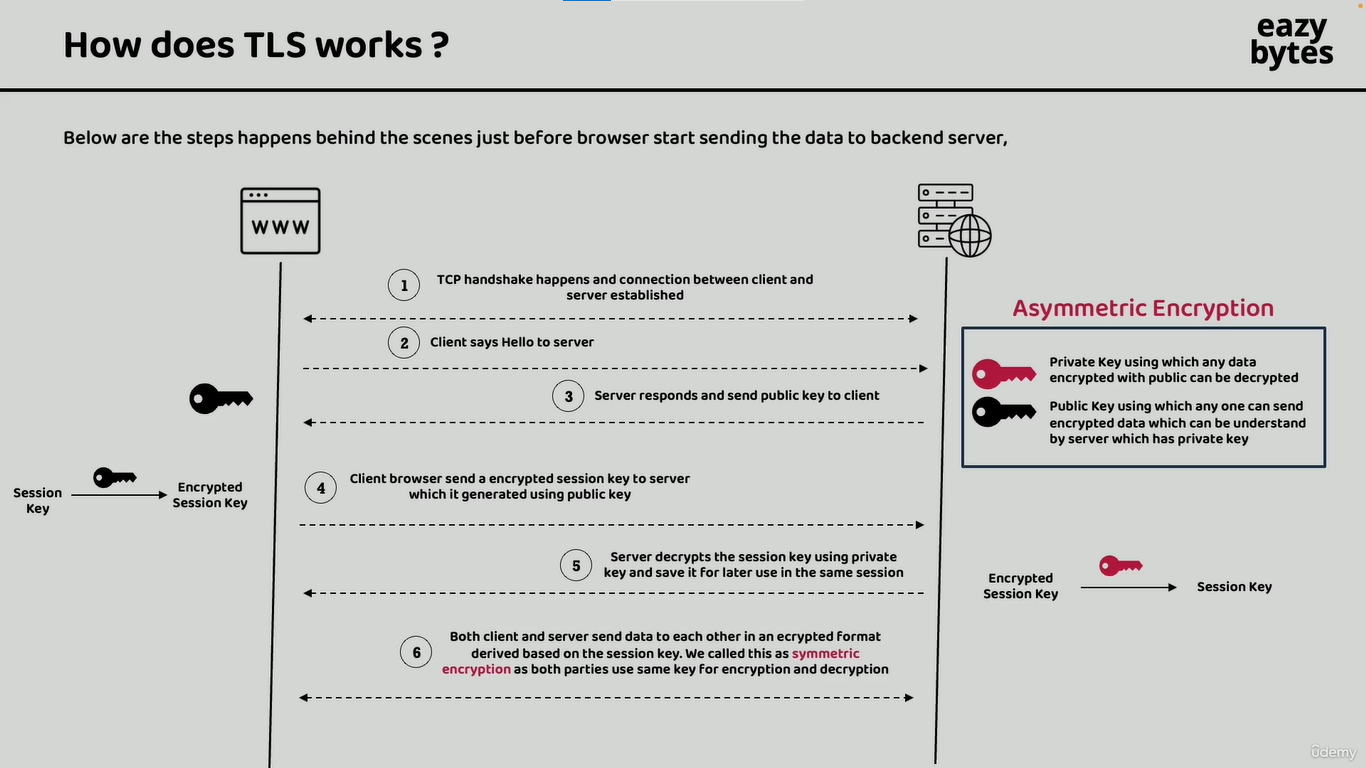 How does TLS works ?
eazy
bytes
Below are the steps happens behind the scenes just before browser start sending the data to backend server,
WWW
1
TCP handshake happens and connection between client and
server established
2
Client says Hello to server
3
Server responds and send public key to client
Asymmetric Encryption
Private Key using which any data
encrypted with public can be decrypted
Public Key using which any one can send
encrypted data which can be understand
by server which has private key
Session
Key
Encrypted
Session Key
4
Client browser send a encrypted session key to server
which it generated using public key
5
Server decrypts the session key using private
key and save it for later use in the same session
Encrypted
Session Key
Session Key
6
Both client and server send data to each other in an ecrypted format
derived based on the session key. We called this as symmetric
encryption as both parties use same key for encryption and decryption
ûdemy